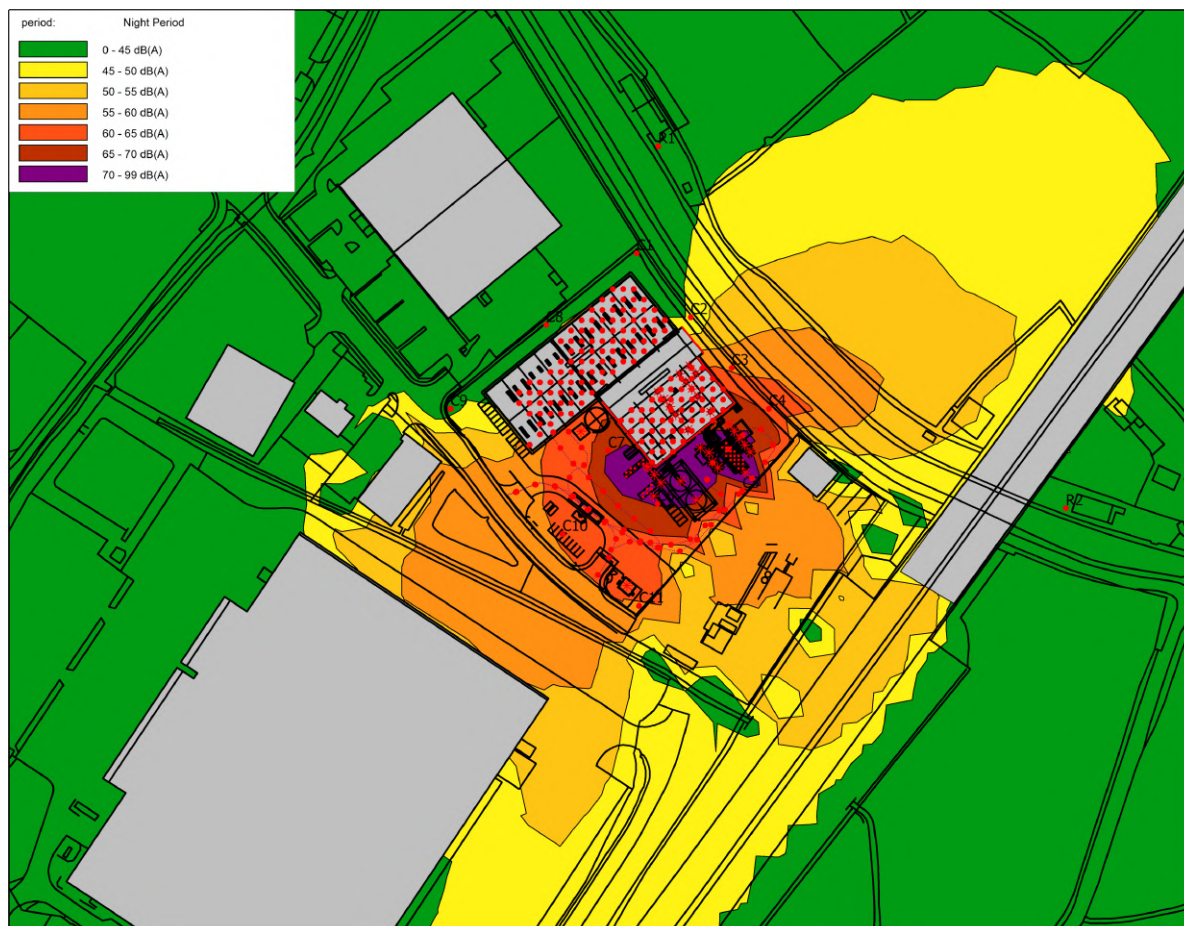 period: Night Period
0 - 45 dB(A)
45 - 50 dB(A)
50 - 55 dB(A)
55 - 60 dB(A)
60 - 65 dB(A)
65 - 70 dB(A)
70 - 99 dB(A)
R1
C1
C2
C8
C3
C9
C4
C7
R2
C10
C11